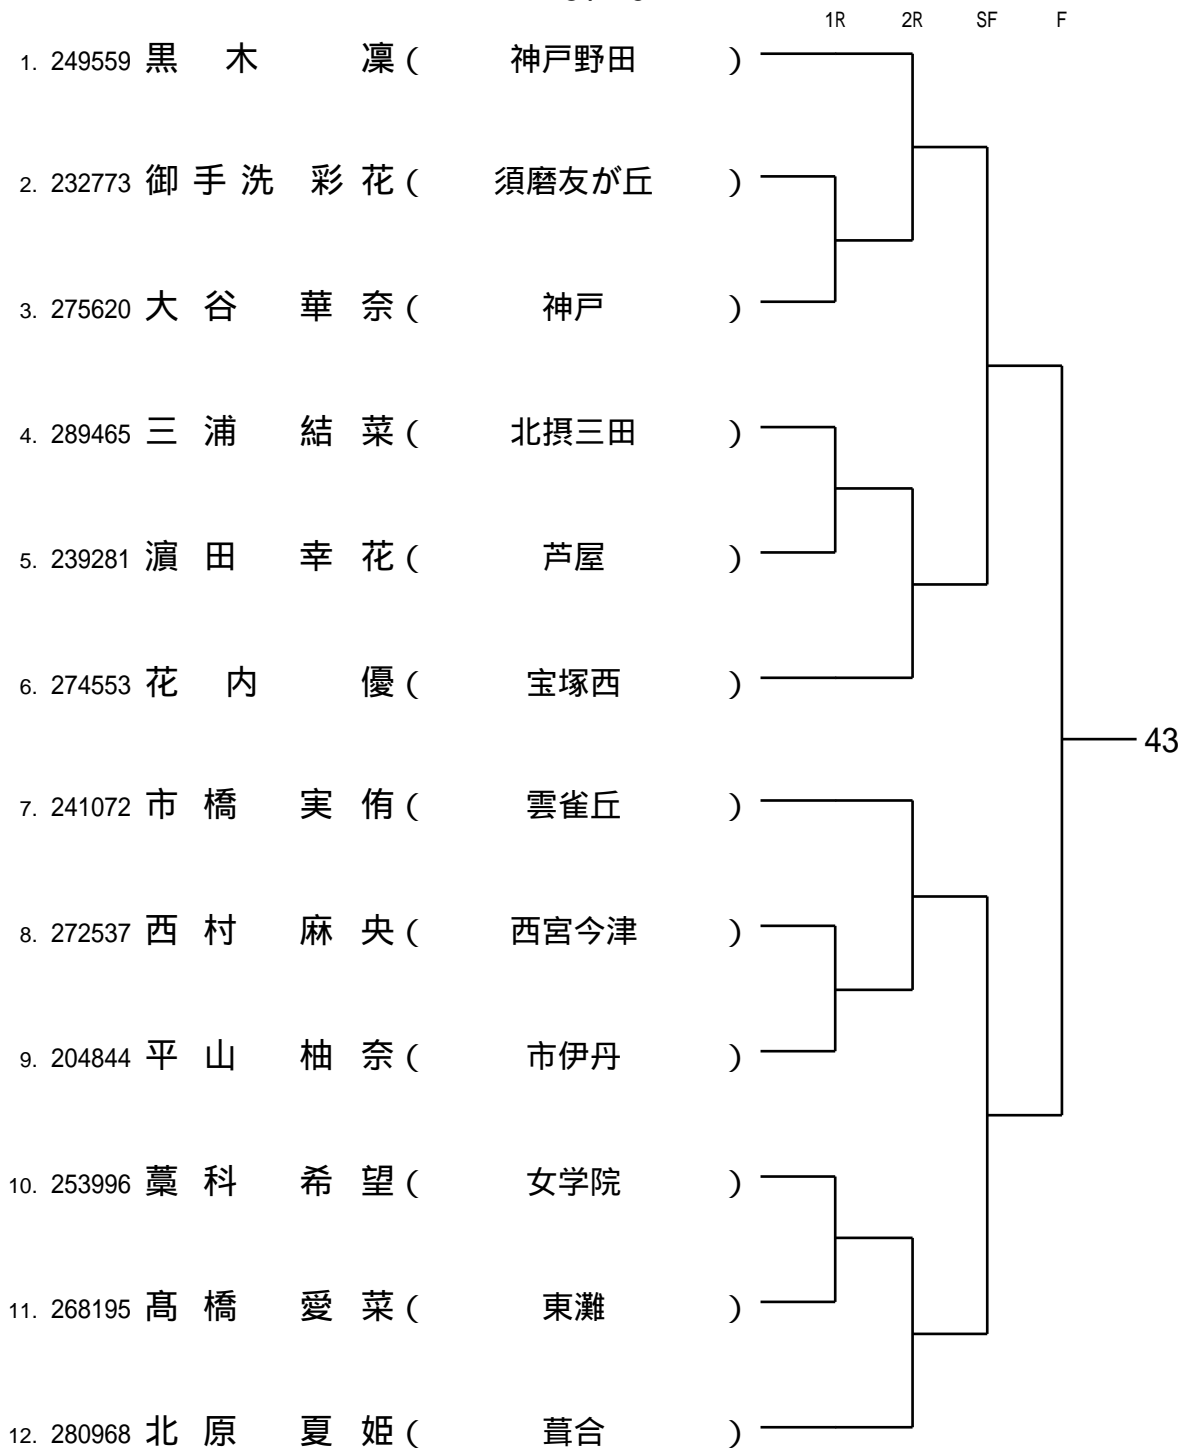 1R 2R SF F
1. 249559 黒木 凜 ( 神戸野田 )
2. 232773 御手洗 彩花 ( 須磨友が丘 )
3. 275620 大谷 華奈 ( 神戸 )
4. 289465 三浦 結菜 ( 北摂三田 )
5. 239281 濵田 幸花 ( 芦屋 )
6. 274553 花内 優 ( 宝塚西 )
43
7. 241072 市橋 実侑 ( 雲雀丘 )
8. 272537 西村 麻央 ( 西宮今津 )
9. 204844 平山 柚奈 ( 市伊丹 )
10. 253996 藁科 希望 ( 女学院 )
11. 268195 髙橋 愛菜 ( 東灘 )
12. 280968 北原 夏姫 ( 葺合 )